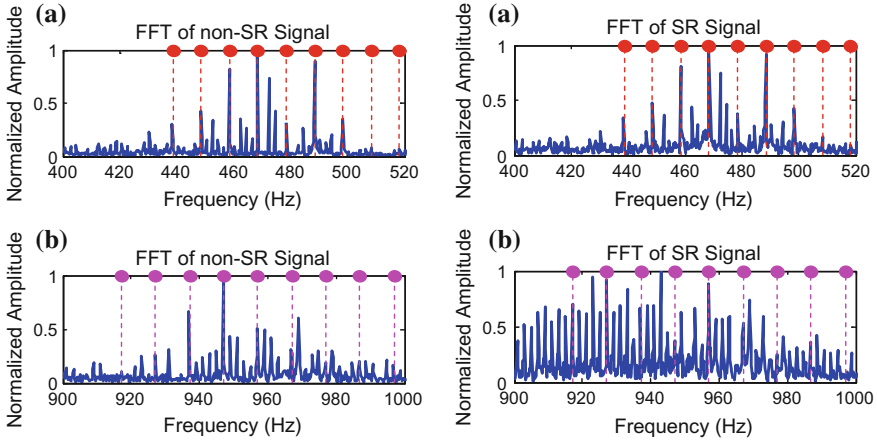 (a)
FFT of non-SR Signal
Normalized Amplitude
1
0.5
0
400 420 440 460 480 500 520
Frequency (Hz)
(a)
FFT of SR Signal
Normalized Amplitude
1
0.5
0
400 420 440 460 480 500 520
Frequency (Hz)
(b)
FFT of non-SR Signal
Normalized Amplitude
1
0.5
0
900 920 940 960 980 1000
Frequency (Hz)
(b)
FFT of SR Signal
Normalized Amplitude
1
0.5
0
900 920 940 960 980 1000
Frequency (Hz)